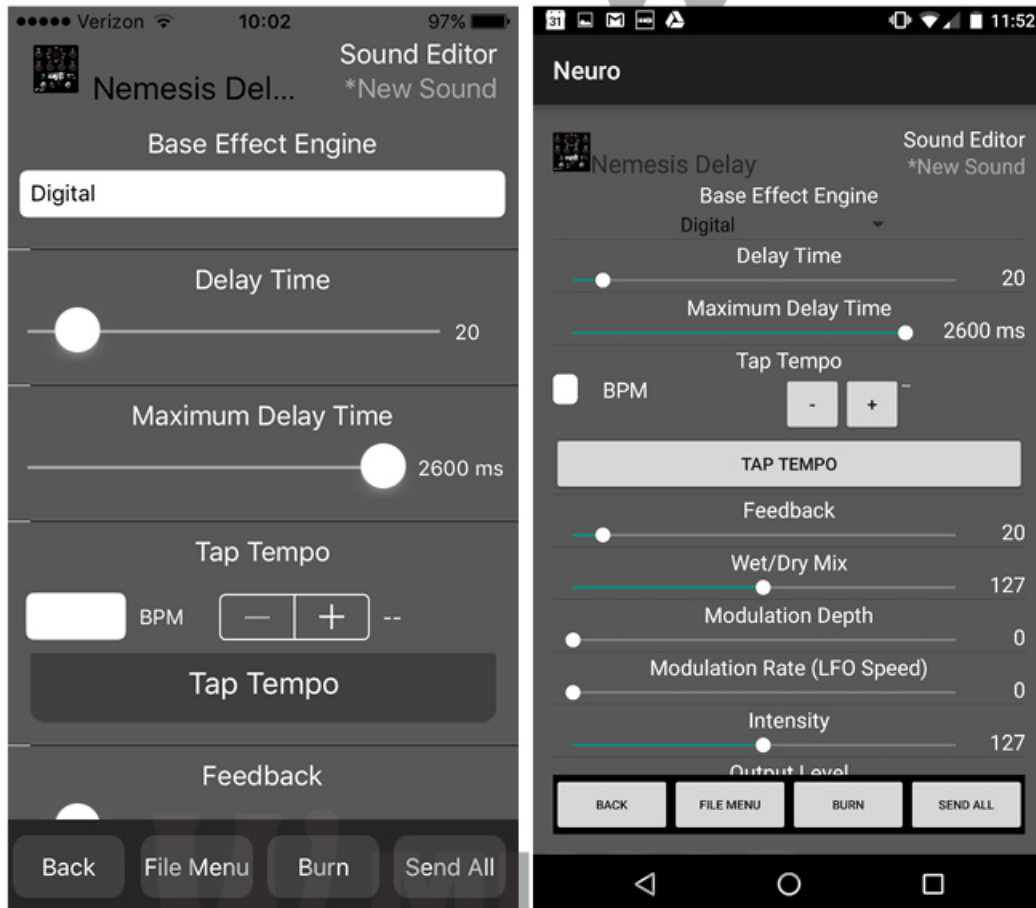 Verizon 10:02 97%
Sound Editor
Nemesis Del... *New Sound
Base Effect Engine
Digital
Delay Time
20
Maximum Delay Time
2600 ms
Tap Tempo
BPM − + --
Tap Tempo
Feedback
Back File Menu Burn Send All
31 11:52
Neuro
Sound Editor
Nemesis Delay *New Sound
Base Effect Engine
Digital
Delay Time
20
Maximum Delay Time
2600 ms
Tap Tempo
BPM - + --
TAP TEMPO
Feedback
20
Wet/Dry Mix
127
Modulation Depth
0
Modulation Rate (LFO Speed)
0
Intensity
127
Output Level
BACK FILE MENU BURN SEND ALL